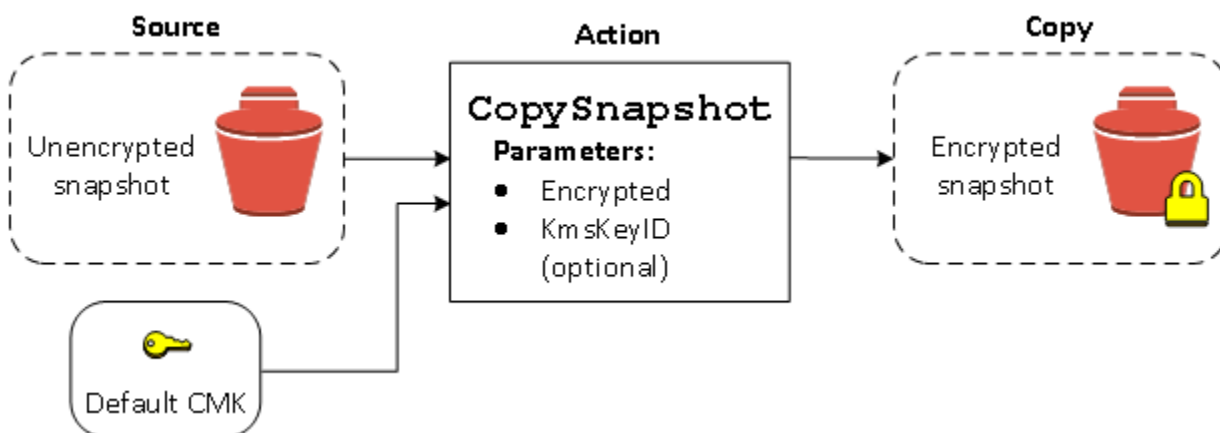 Source
Unencrypted
snapshot
Default CMK
Action
CopySnapshot
Parameters:
● Encrypted
● KmsKeyID
(optional)
Copy
Encrypted
snapshot